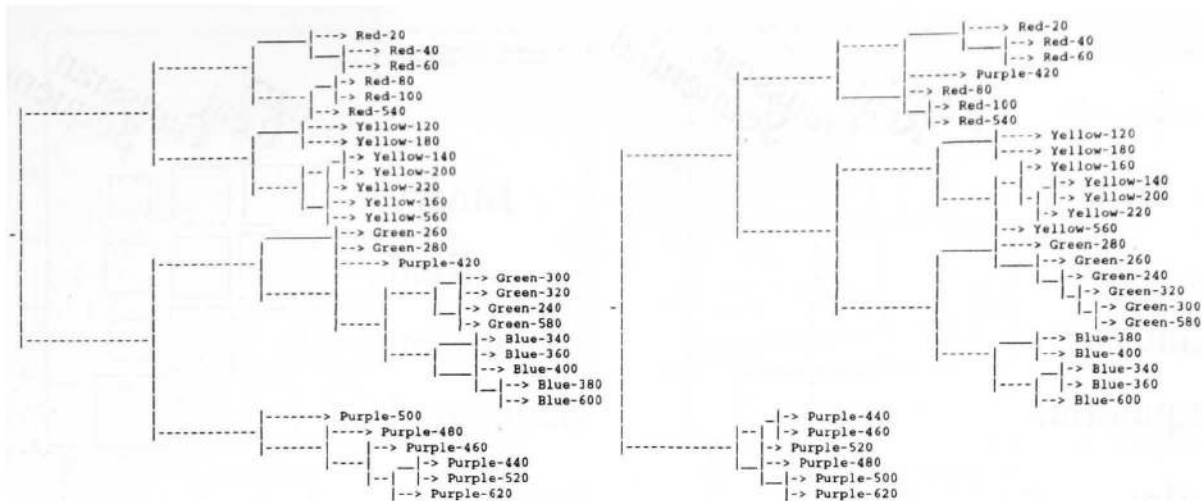 Red-20
Red-40
Red-60
Red-80
Red-100
Red-540
Yellow-120
Yellow-180
Yellow-140
Yellow-200
Yellow-220
Yellow-160
Yellow-560
Green-260
Green-280
Purple-420
Green-300
Green-320
Green-240
Green-580
Blue-340
Blue-360
Blue-400
Blue-380
Blue-600
Purple-500
Purple-480
Purple-460
Purple-440
Purple-520
Purple-620
Red-20
Red-40
Red-60
Purple-420
Red-80
Red-100
Red-540
Yellow-120
Yellow-180
Yellow-160
Yellow-140
Yellow-200
Yellow-220
Yellow-560
Green-280
Green-260
Green-240
Green-320
Green-300
Green-580
Blue-380
Blue-400
Blue-340
Blue-360
Blue-600
Purple-440
Purple-460
Purple-520
Purple-480
Purple-500
Purple-620